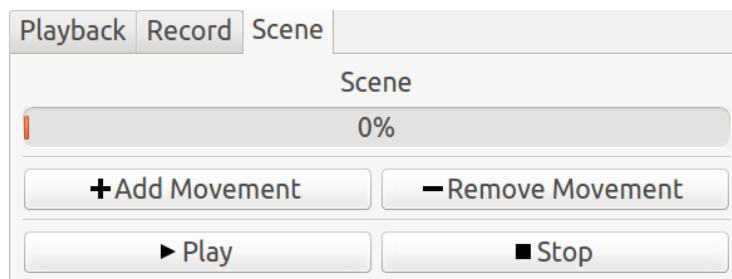 Playback Record Scene
Scene
0%
Add Movement Remove Movement
Play Stop